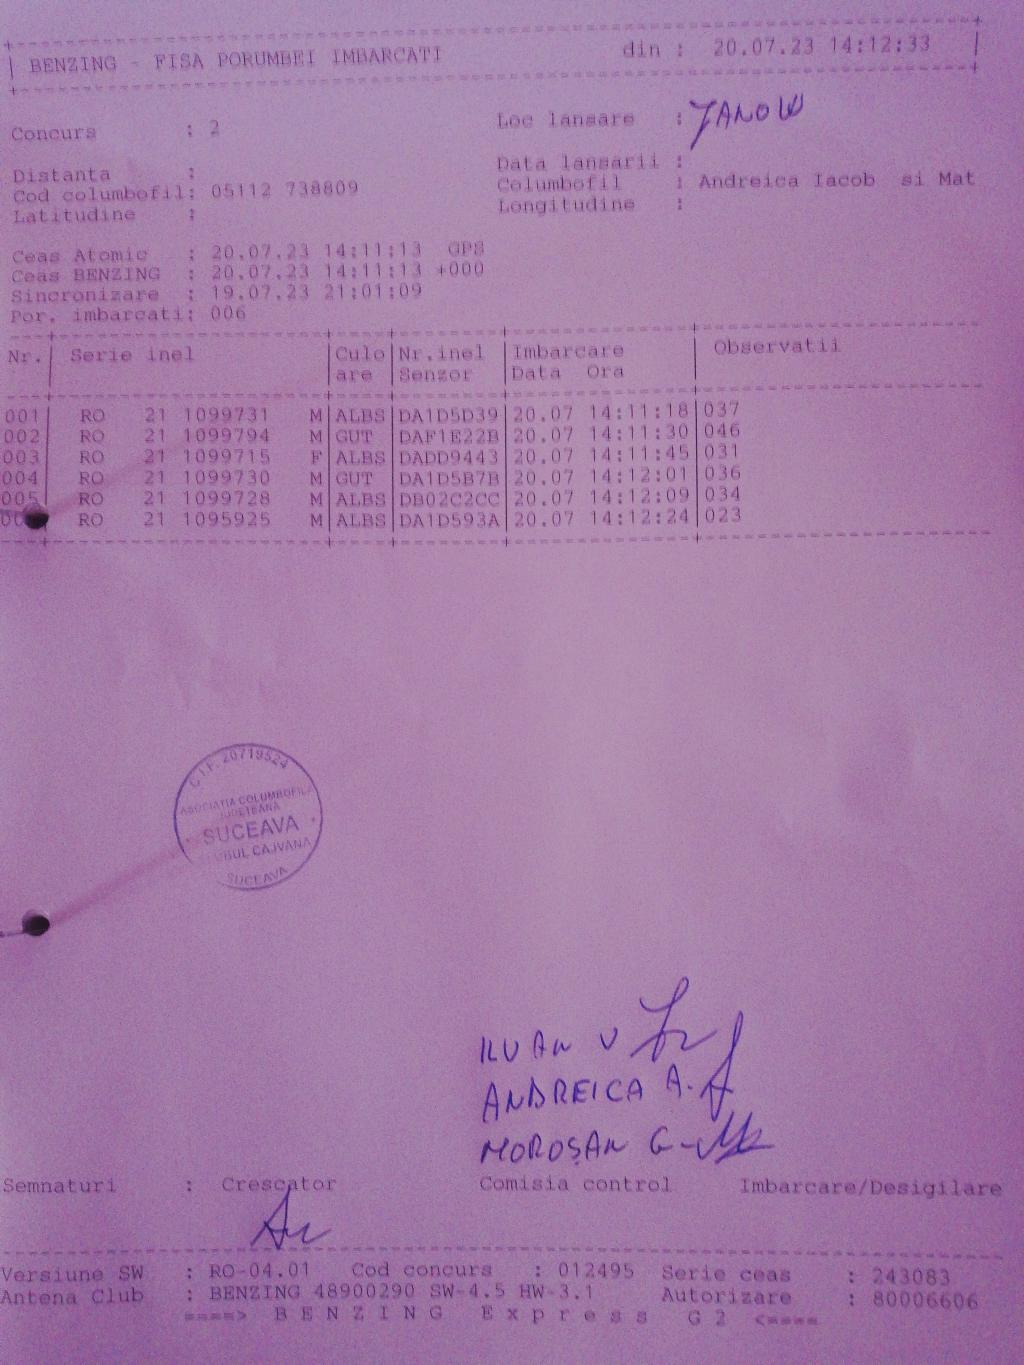 BENZING - FISA PORUMBEI IMBARCATI din : 20.07.23 14:12:33
Concurs : 2 Loc lansare : JANOW
Distanta : Data lansarii :
Cod columbofil: 05112 738809 Columbofil : Andreica Iacob si Mat
Latitudine : Longitudine :
Ceas Atomic : 20.07.23 14:11:13 GPS
Ceas BENZING : 20.07.23 14:11:13 +000
Sincronizare : 19.07.23 21:01:09
Por. imbarcati: 006
Nr. Serie inel Culo Nr.inel Imbarcare Observatii
are Senzor Data Ora
001 RO 21 1099731 M ALBS DA1D5D39 20.07 14:11:18 037
002 RO 21 1099794 M GUT DAF1E22B 20.07 14:11:30 046
003 RO 21 1099715 F ALBS DADD9443 20.07 14:11:45 031
004 RO 21 1099730 M GUT DA1D5B7B 20.07 14:12:01 036
005 RO 21 1099728 M ALBS DB02C2CC 20.07 14:12:09 034
RO 21 1095925 M ALBS DA1D593A 20.07 14:12:24 023
C.I.F. 20719524
ASOCIATIA COLUMBOFILA
JUDETEANA
SUCEAVA
CAJVANA
SUCEAVA
ILUAN V
ANDREICA A.
MOROȘAN G
Semnaturi : Crescator Comisia control Imbarcare/Desigilare
Versiune SW : RO-04.01 Cod concurs : 012495 Serie ceas : 243083
Antena Club : BENZING 48900290 SW-4.5 HW-3.1 Autorizare : 80006606
====> B E N Z I N G E x p r e s s G 2 <====